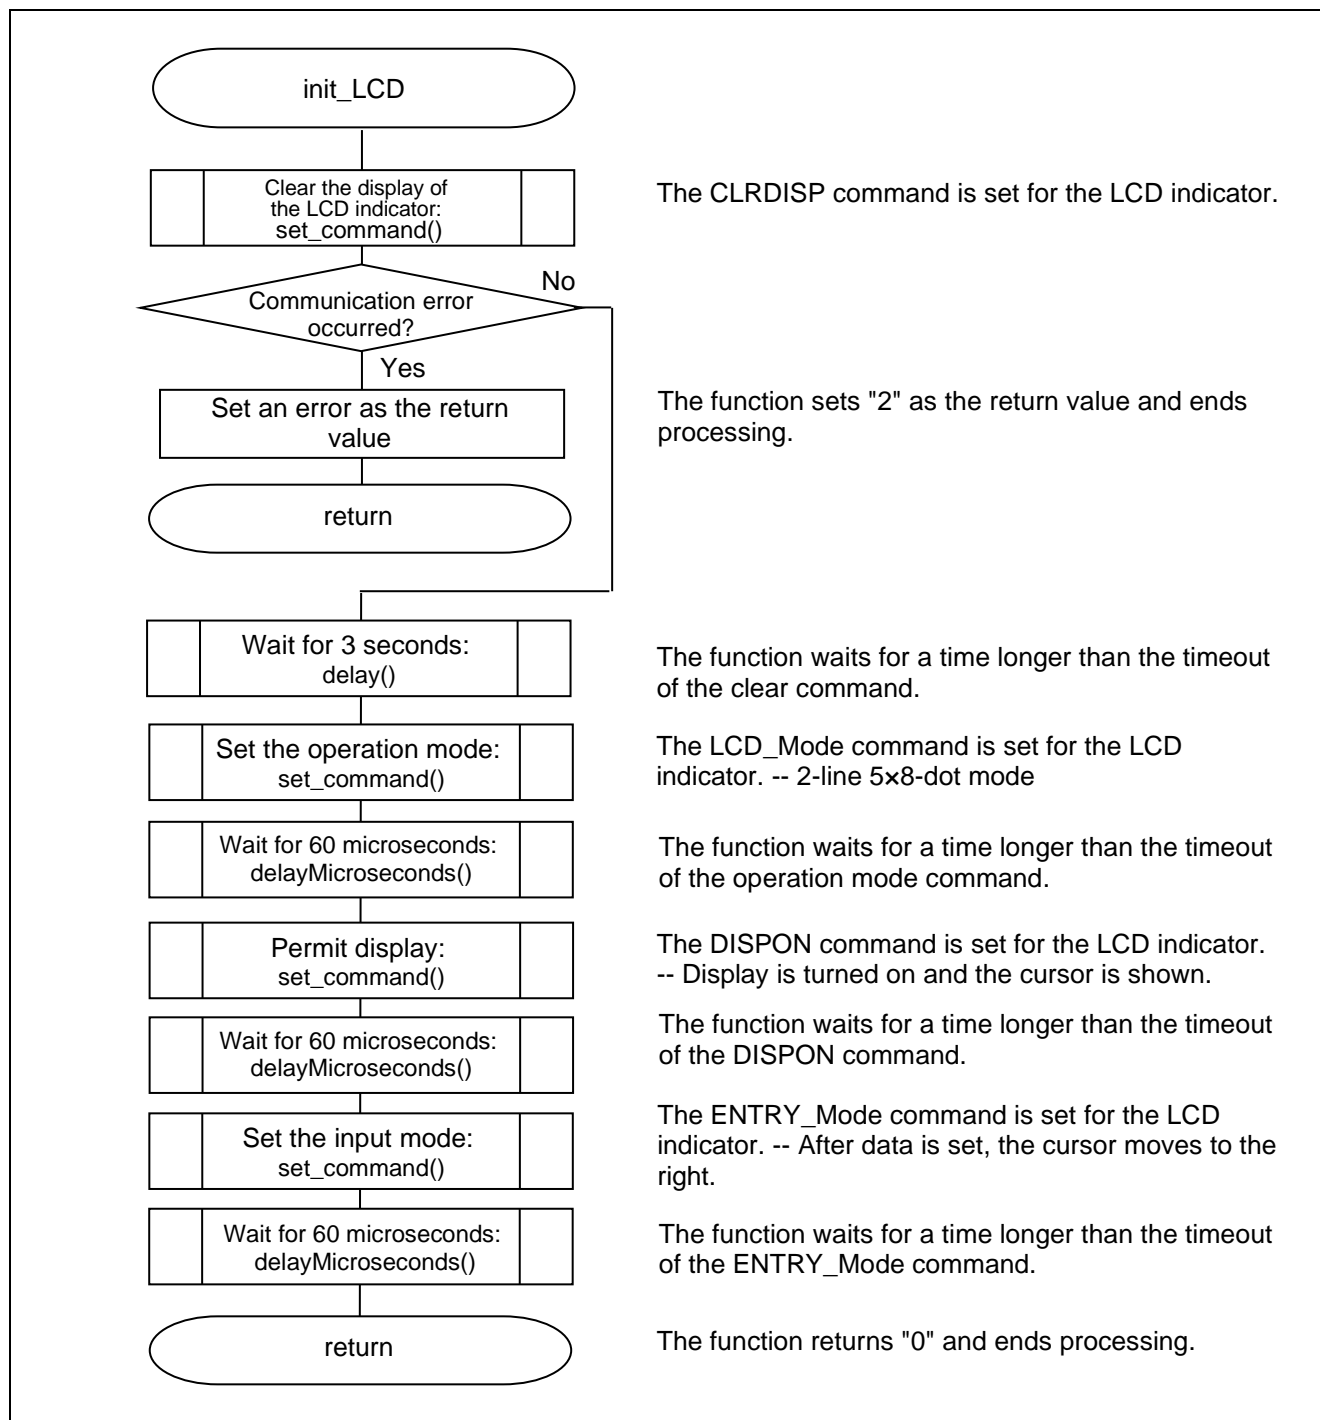 init_LCD
Clear the display of
the LCD indicator:
set_command()
The CLRDISP command is set for the LCD indicator.
No
Communication error
occurred?
Yes
Set an error as the return
value
The function sets "2" as the return value and ends
processing.
return
Wait for 3 seconds:
delay()
The function waits for a time longer than the timeout
of the clear command.
Set the operation mode:
set_command()
The LCD_Mode command is set for the LCD
indicator. -- 2-line 5×8-dot mode
Wait for 60 microseconds:
delayMicroseconds()
The function waits for a time longer than the timeout
of the operation mode command.
Permit display:
set_command()
The DISPON command is set for the LCD indicator.
-- Display is turned on and the cursor is shown.
Wait for 60 microseconds:
delayMicroseconds()
The function waits for a time longer than the timeout
of the DISPON command.
Set the input mode:
set_command()
The ENTRY_Mode command is set for the LCD
indicator. -- After data is set, the cursor moves to the
right.
Wait for 60 microseconds:
delayMicroseconds()
The function waits for a time longer than the timeout
of the ENTRY_Mode command.
return
The function returns "0" and ends processing.